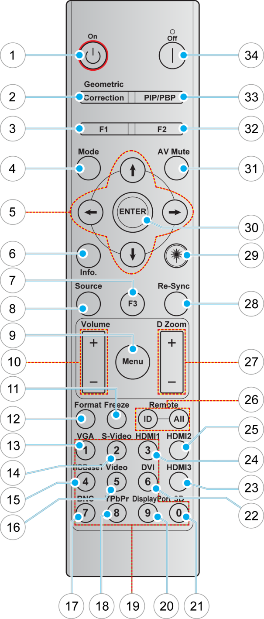 On
Off
1
34
Geometric
2
Correction
PIP/PBP
33
3
F1
F2
32
Mode
AV Mute
4
31
5
ENTER
30
6
Info.
29
7
Source
Re-Sync
8
F3
28
9
Volume
D Zoom
10
+
+
Menu
27
−
−
11
26
Format
Freeze
Remote
12
ID
All
25
13
VGA
S-Video
HDMI1
HDMI2
1
2
3
24
14
Video
DVI
HDMI3
15
4
5
6
23
16
YPbPr
22
7
8
9
0
17
18
19
20
21